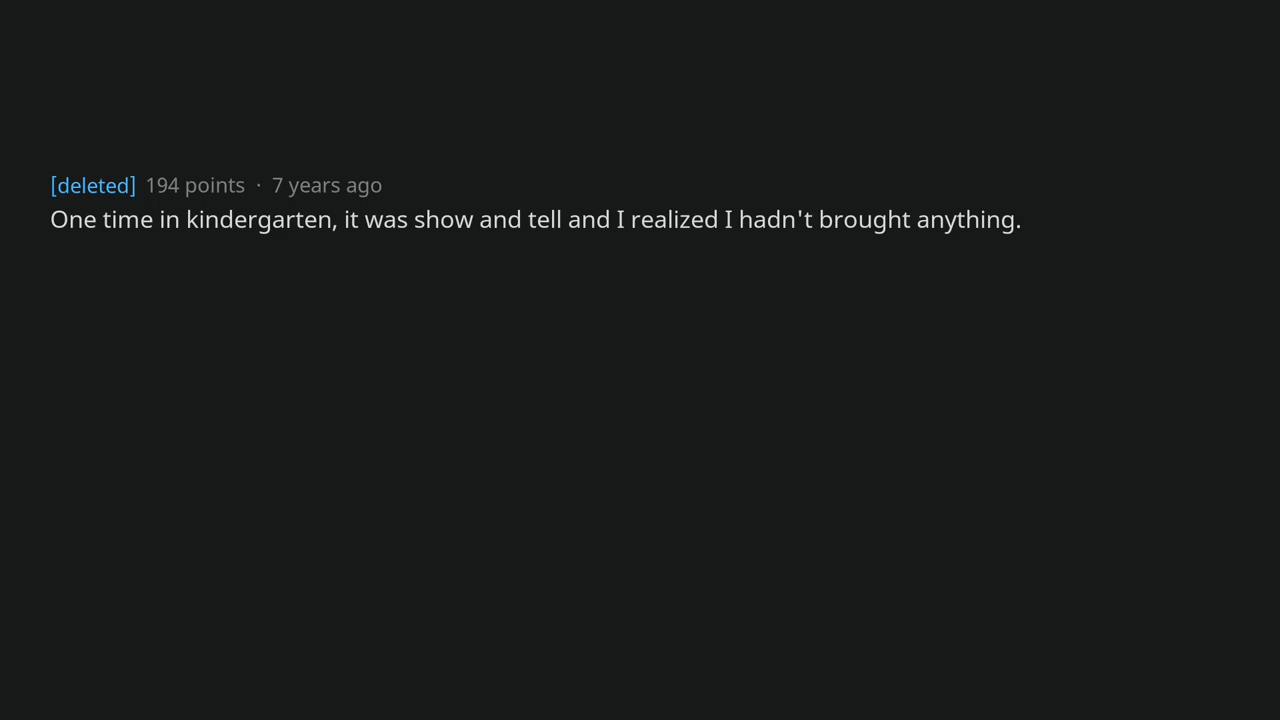 [deleted] 194 points · 7 years ago
One time in kindergarten, it was show and tell and I realized I hadn't brought anything.